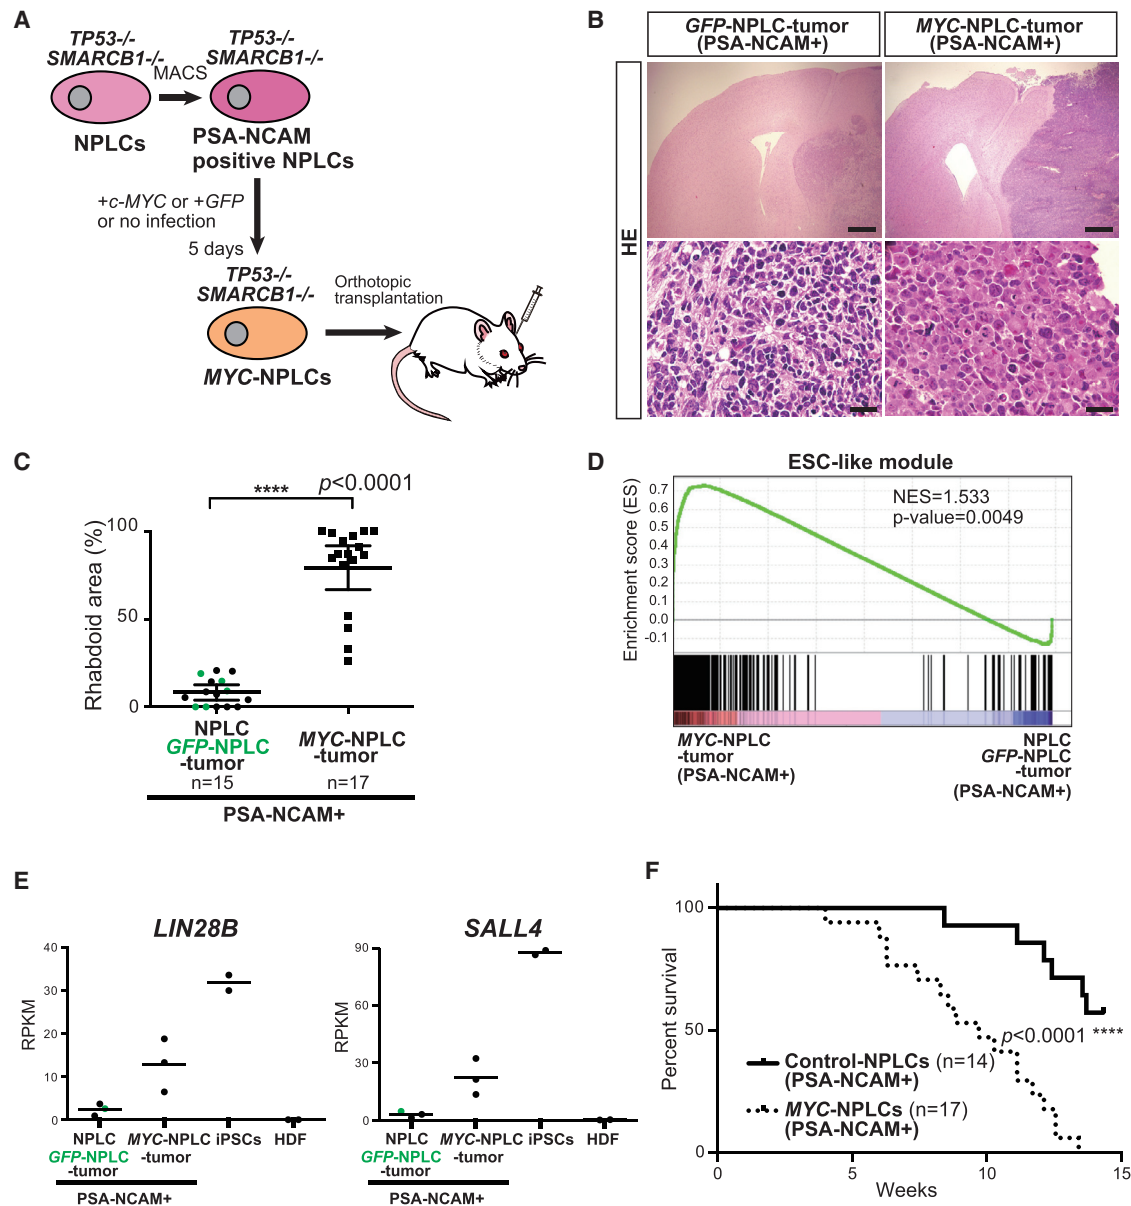 A
TP53-/-
SMARCB1-/-
MACS
TP53-/-
SMARCB1-/-
NPLCs
PSA-NCAM
positive NPLCs
+c-MYC or +GFP
or no infection
5 days
TP53-/-
SMARCB1-/-
Orthotopic
transplantation
MYC-NPLCs
B
GFP-NPLC-tumor
(PSA-NCAM+)
MYC-NPLC-tumor
(PSA-NCAM+)
HE
C
****
p<0.0001
Rhabdoid area (%)
100
50
0
NPLC
GFP-NPLC
-tumor
n=15
MYC-NPLC
-tumor
n=17
PSA-NCAM+
D
ESC-like module
Enrichment score (ES)
0.7
0.6
0.5
0.4
0.3
0.2
0.1
0.0
-0.1
NES=1.533
p-value=0.0049
MYC-NPLC
-tumor
(PSA-NCAM+)
NPLC
GFP-NPLC
-tumor
(PSA-NCAM+)
E
LIN28B
RPKM
40
30
20
10
0
NPLC
GFP-NPLC
-tumor
MYC-NPLC
-tumor
iPSCs
HDF
PSA-NCAM+
SALL4
RPKM
90
60
30
0
NPLC
GFP-NPLC
-tumor
MYC-NPLC
-tumor
iPSCs
HDF
PSA-NCAM+
F
Percent survival
100
50
0
p<0.0001 ****
Control-NPLCs (n=14)
(PSA-NCAM+)
MYC-NPLCs (n=17)
(PSA-NCAM+)
0
5
10
15
Weeks